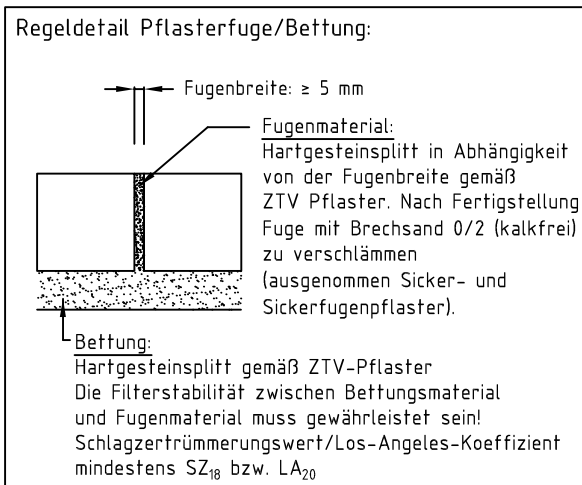 Regeldetail Pflasterfuge/Bettung:
Fugenbreite: ≥ 5 mm
Fugenmaterial:
Hartgesteinsplitt in Abhängigkeit
von der Fugenbreite gemäß
ZTV Pflaster. Nach Fertigstellung
Fuge mit Brechsand 0/2 (kalkfrei)
zu verschlämmen
(ausgenommen Sicker- und
Sickerfugenpflaster).
Bettung:
Hartgesteinsplitt gemäß ZTV-Pflaster
Die Filterstabilität zwischen Bettungsmaterial
und Fugenmaterial muss gewährleistet sein!
Schlagzertrümmerungswert/Los-Angeles-Koeffizient
mindestens SZ₁₈ bzw. LA₂₀